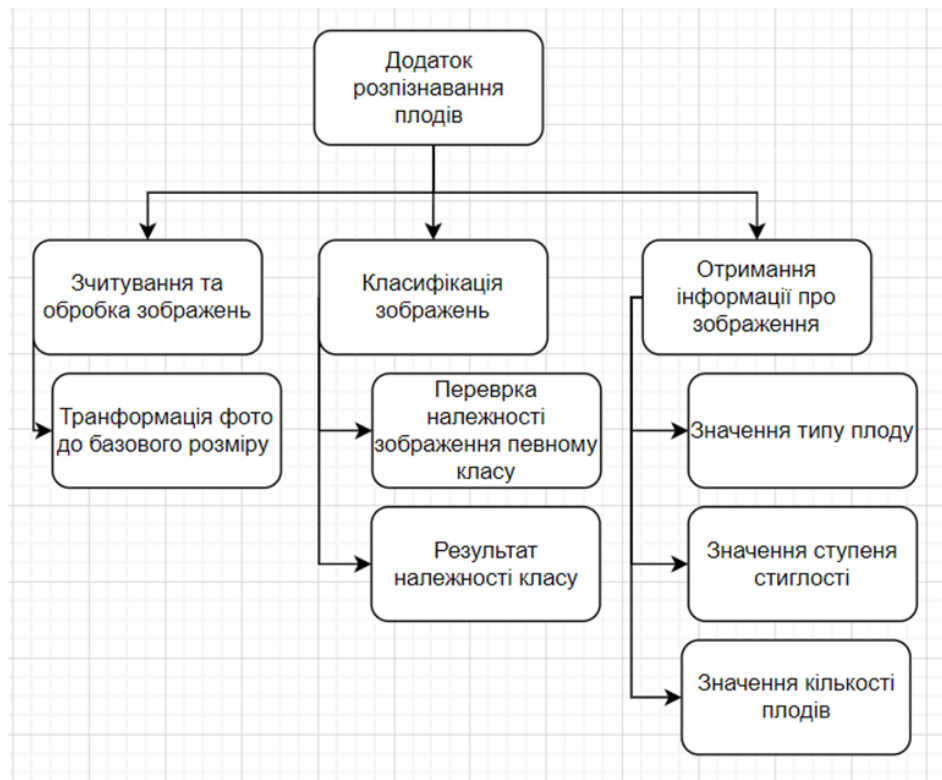 Додаток
розпізнавання
плодів
Зчитування та
обробка зображень
Класифікація
зображень
Отримання
інформації про
зображення
Транформація фото
до базового розміру
Переврка
належності
зображення певному
класу
Значення типу плоду
Результат
належності класу
Значення ступеня
стиглості
Значення кількості
плодів